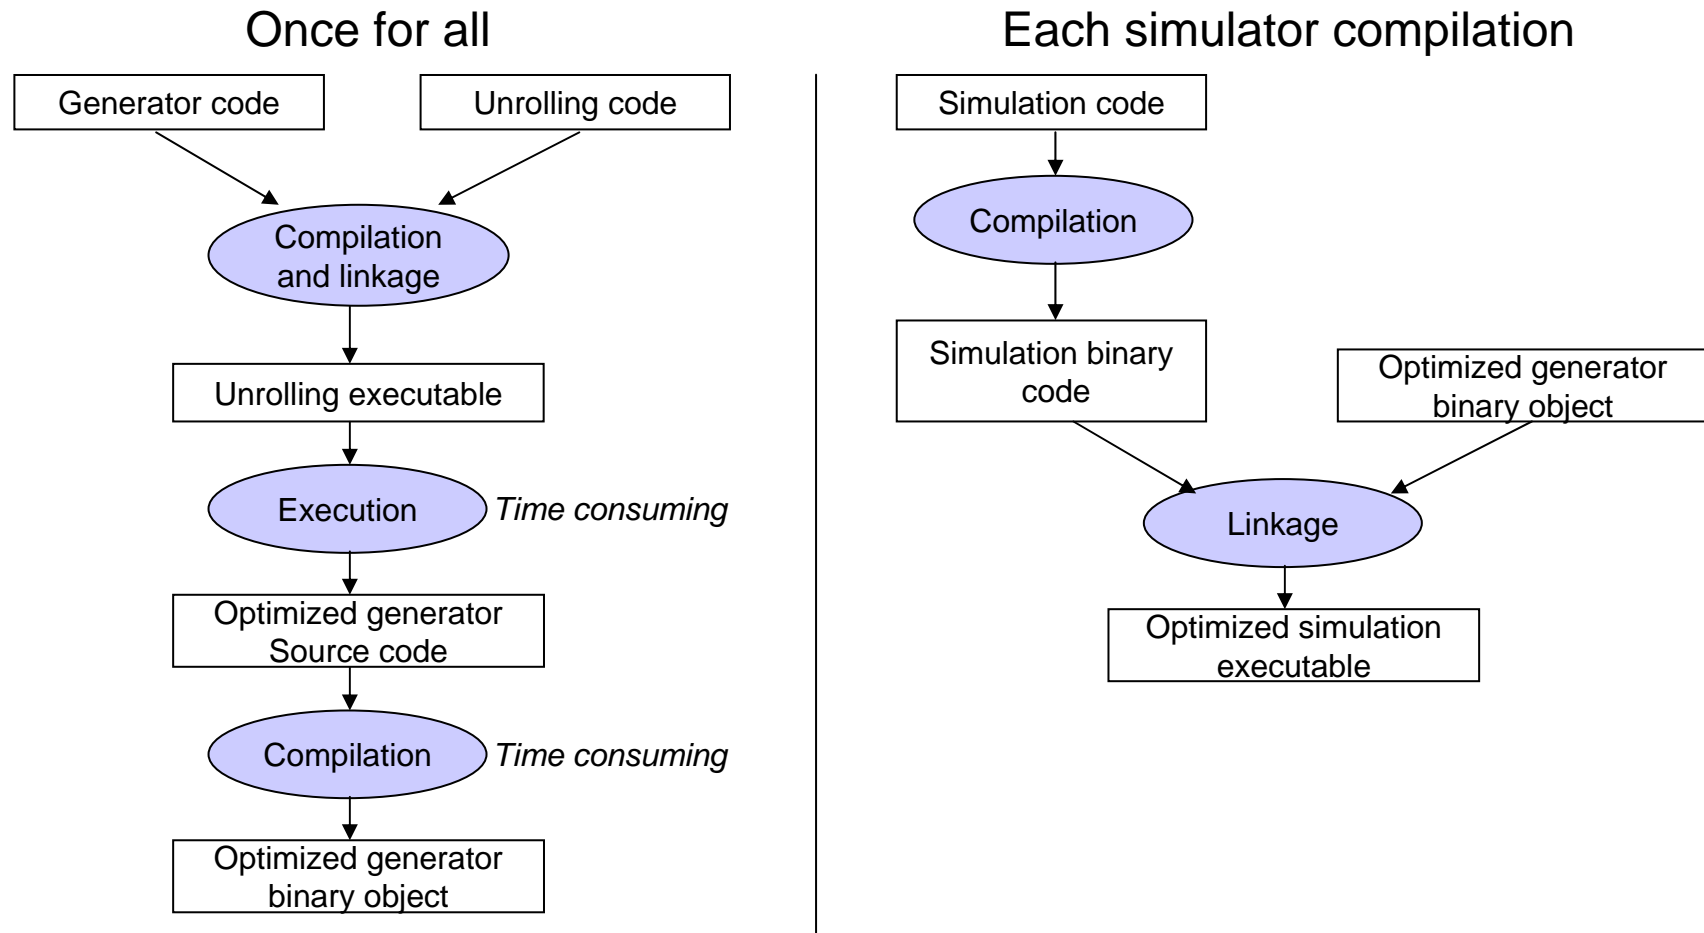 Once for all
Generator code
Unrolling code
Compilation
and linkage
Unrolling executable
Execution
Time consuming
Optimized generator
Source code
Compilation
Time consuming
Optimized generator
binary object
Each simulator compilation
Simulation code
Compilation
Simulation binary
code
Optimized generator
binary object
Linkage
Optimized simulation
executable